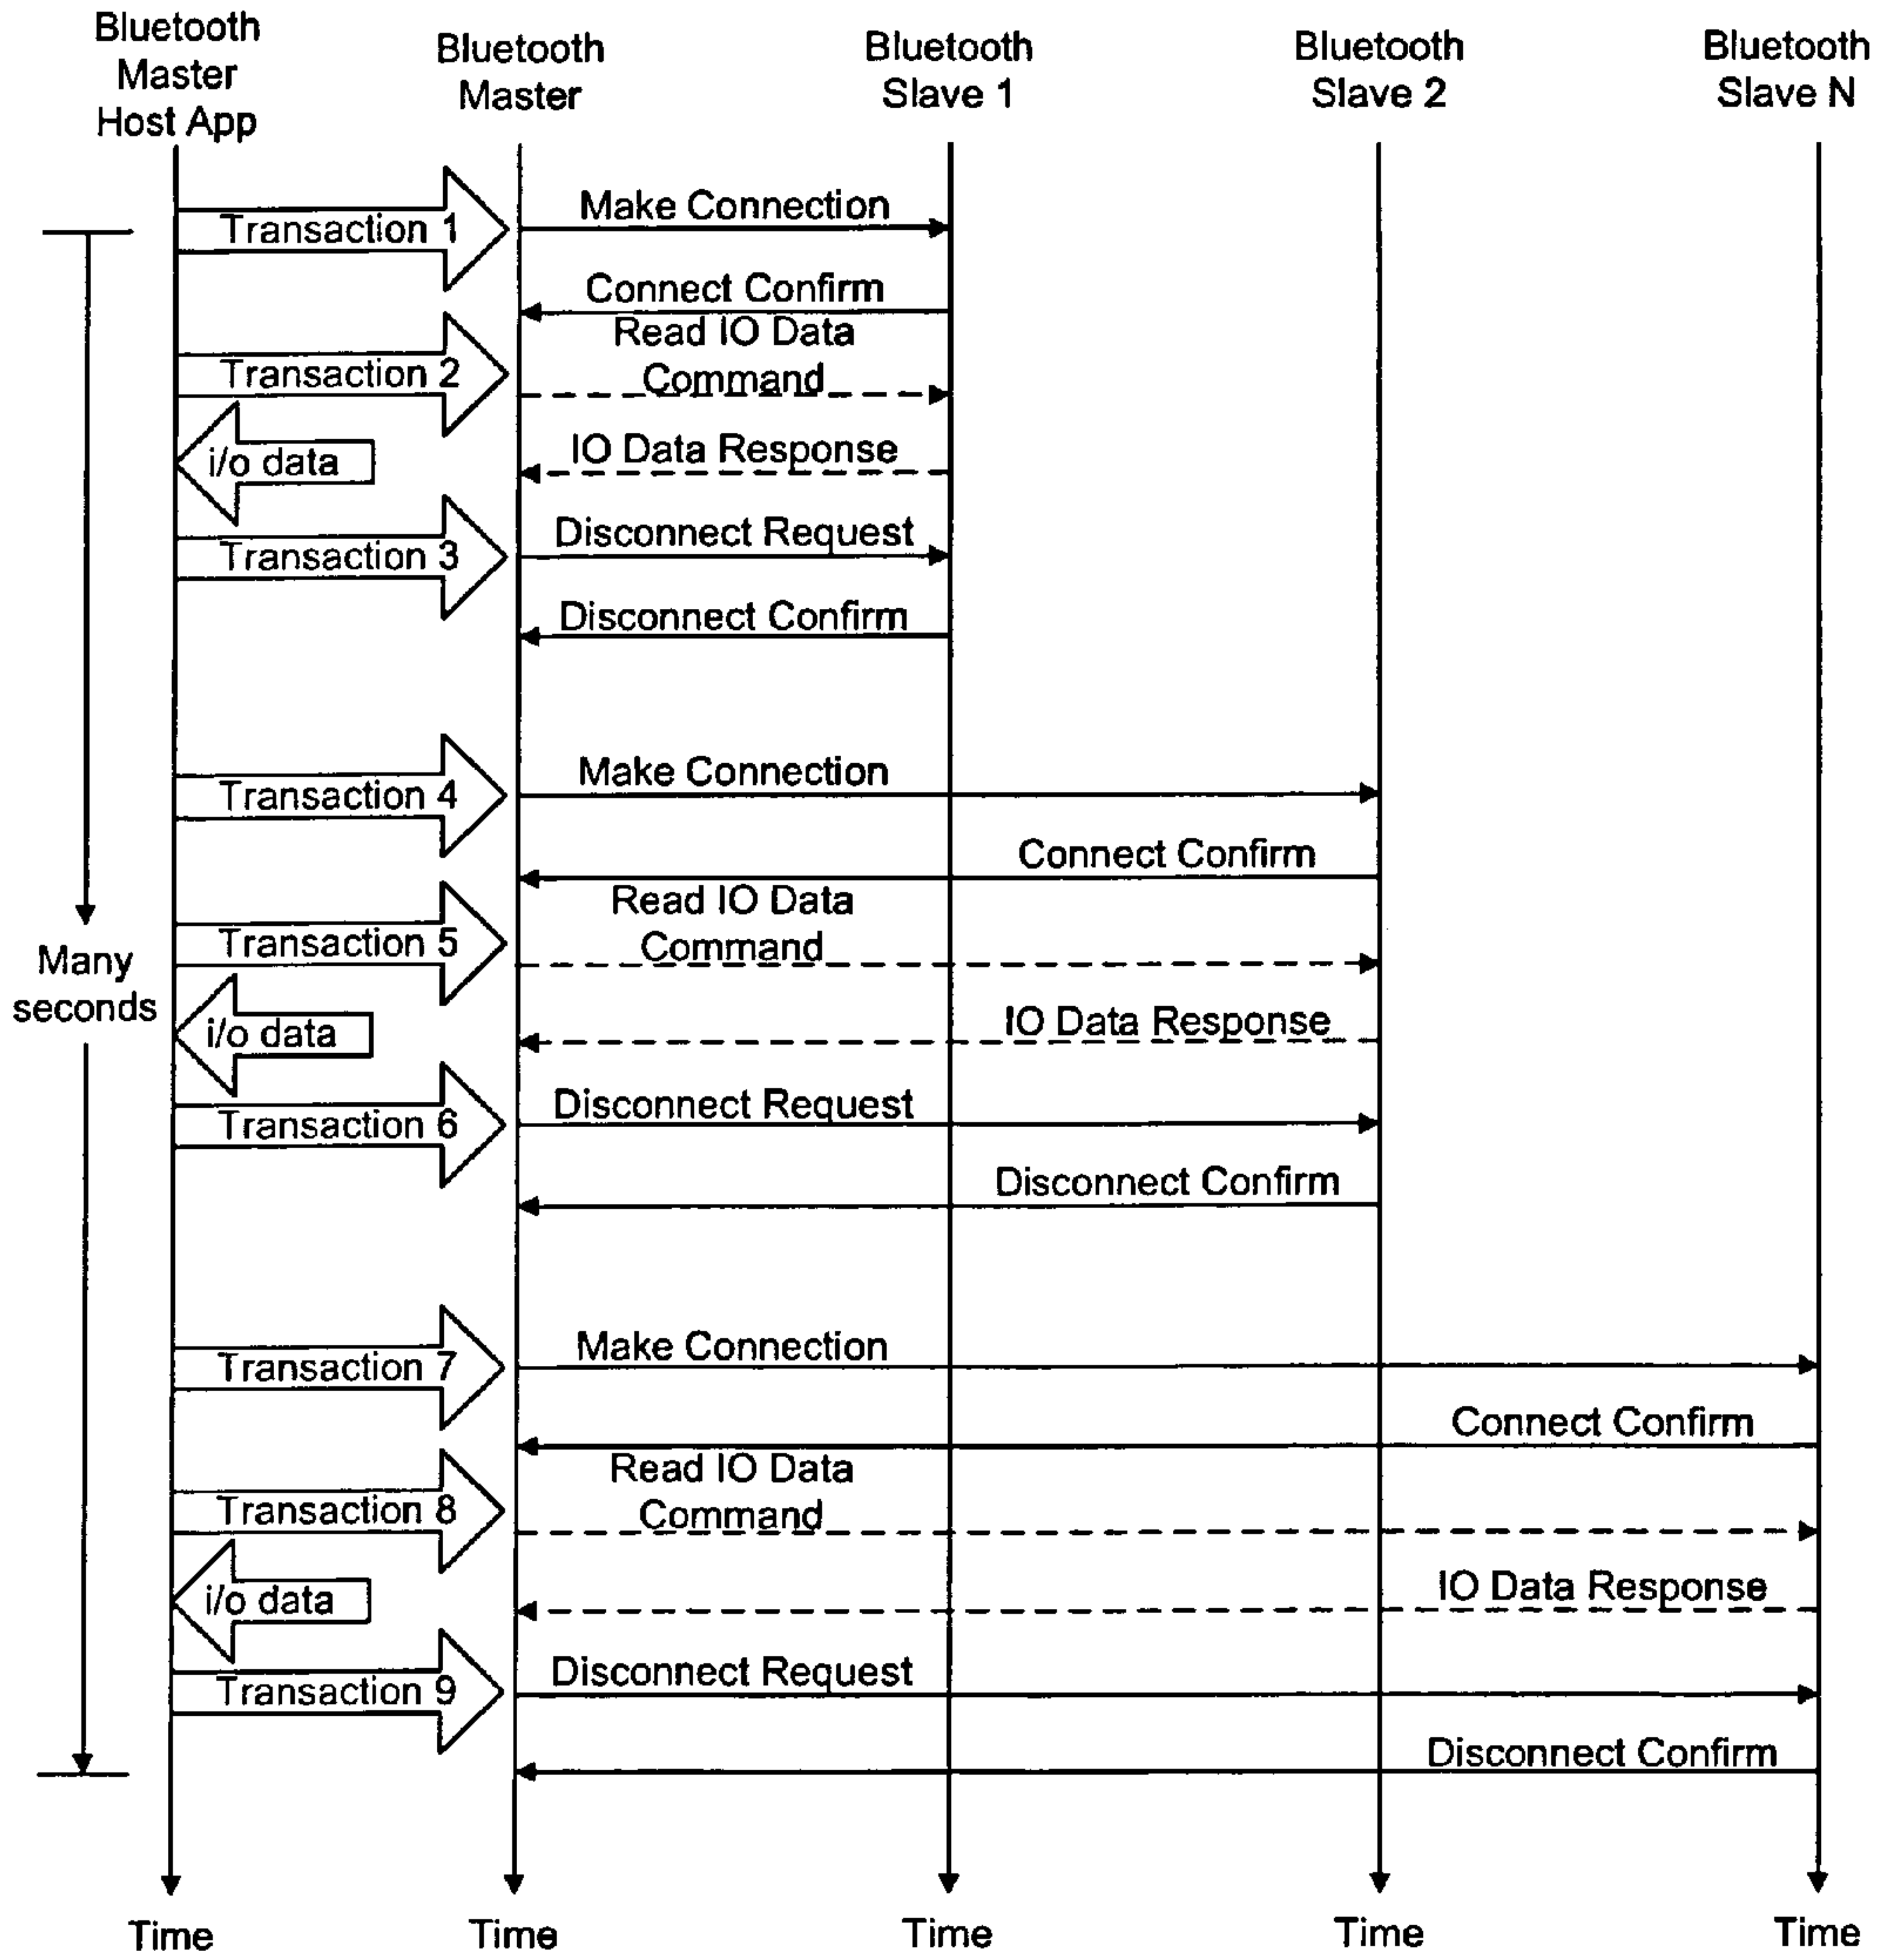 Bluetooth
Master
Host App
Bluetooth
Master
Bluetooth
Slave 1
Bluetooth
Slave 2
Bluetooth
Slave N
Transaction 1
Make Connection
Connect Confirm
Transaction 2
Read IO Data
Command
i/o data
IO Data Response
Transaction 3
Disconnect Request
Disconnect Confirm
Transaction 4
Make Connection
Connect Confirm
Many
seconds
Transaction 5
Read IO Data
Command
i/o data
IO Data Response
Transaction 6
Disconnect Request
Disconnect Confirm
Transaction 7
Make Connection
Connect Confirm
Transaction 8
Read IO Data
Command
i/o data
IO Data Response
Transaction 9
Disconnect Request
Disconnect Confirm
Time
Time
Time
Time
Time